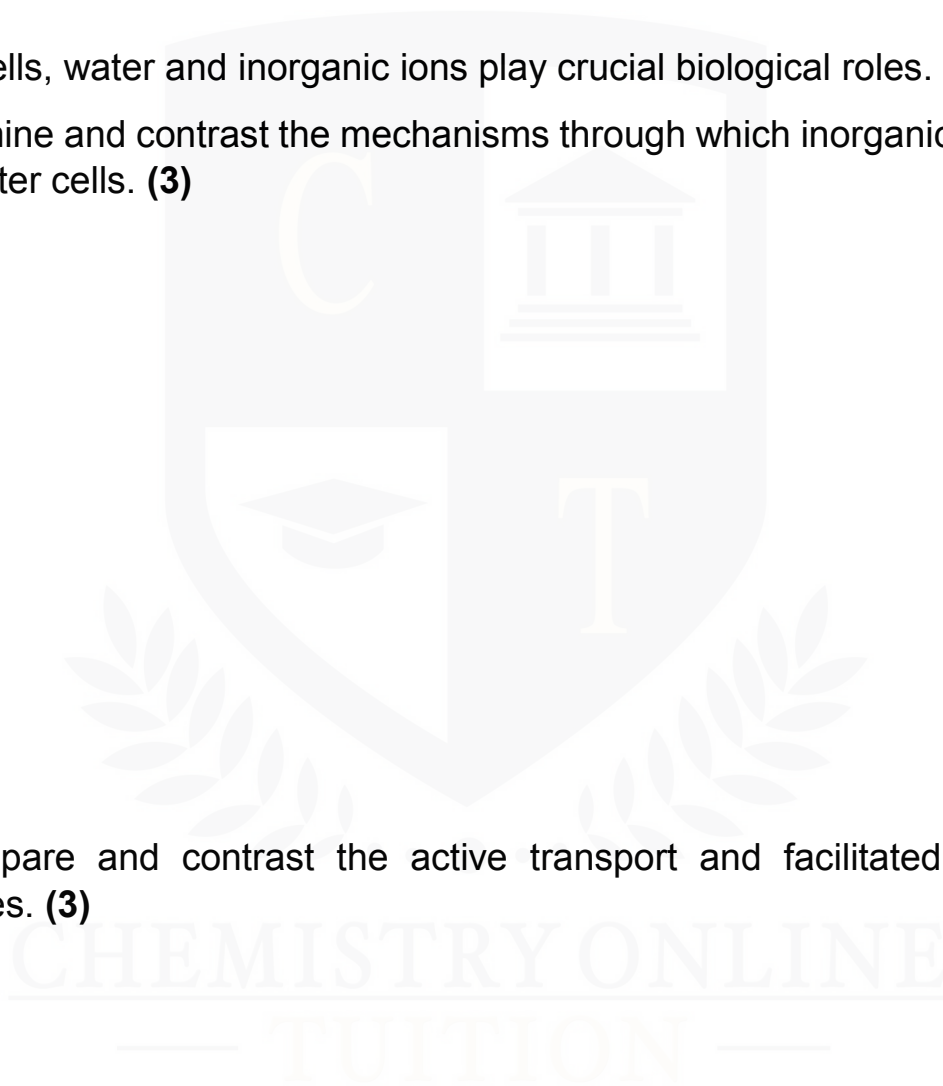 ells, water and inorganic ions play crucial biological roles.
nine and contrast the mechanisms through which inorganic
ter cells. (3)
C
T
pare and contrast the active transport and facilitated
es. (3)
CHEMISTRY ONLINE
TUITION